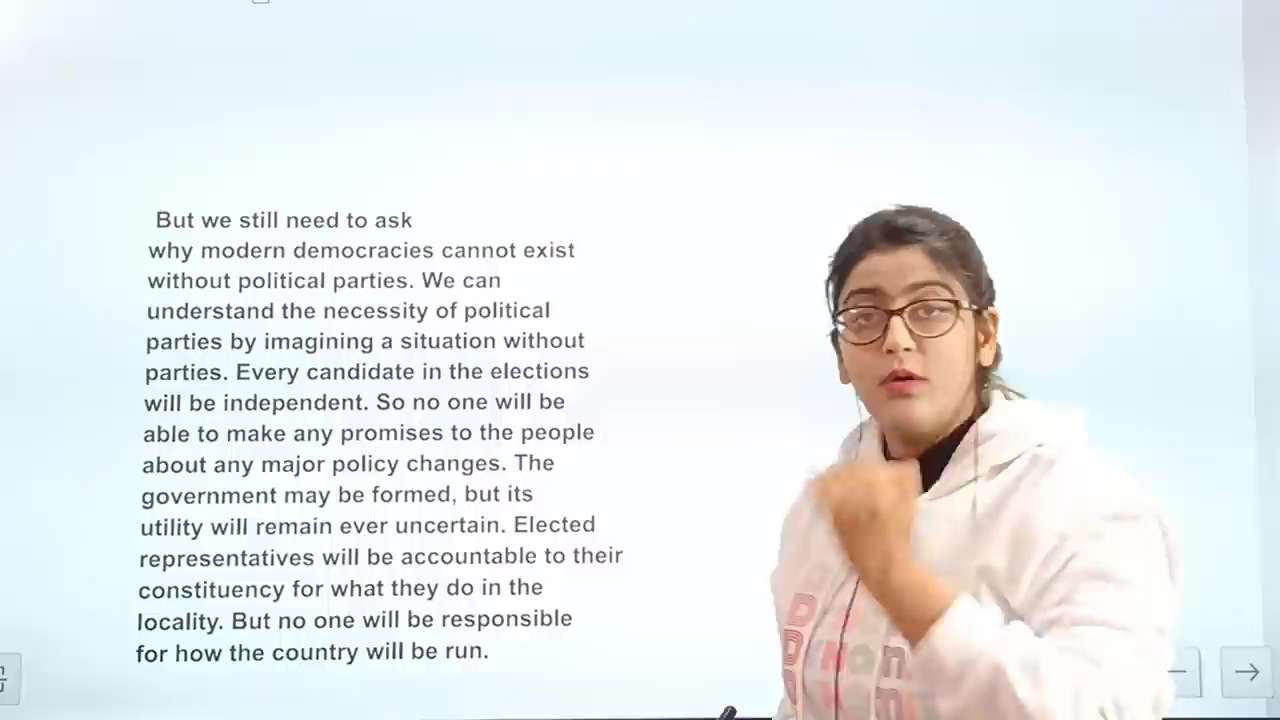 But we still need to ask
why modern democracies cannot exist
without political parties. We can
understand the necessity of political
parties by imagining a situation without
parties. Every candidate in the elections
will be independent. So no one will be
able to make any promises to the people
about any major policy changes. The
government may be formed, but its
utility will remain ever uncertain. Elected
representatives will be accountable to their
constituency for what they do in the
locality. But no one will be responsible
for how the country will be run.